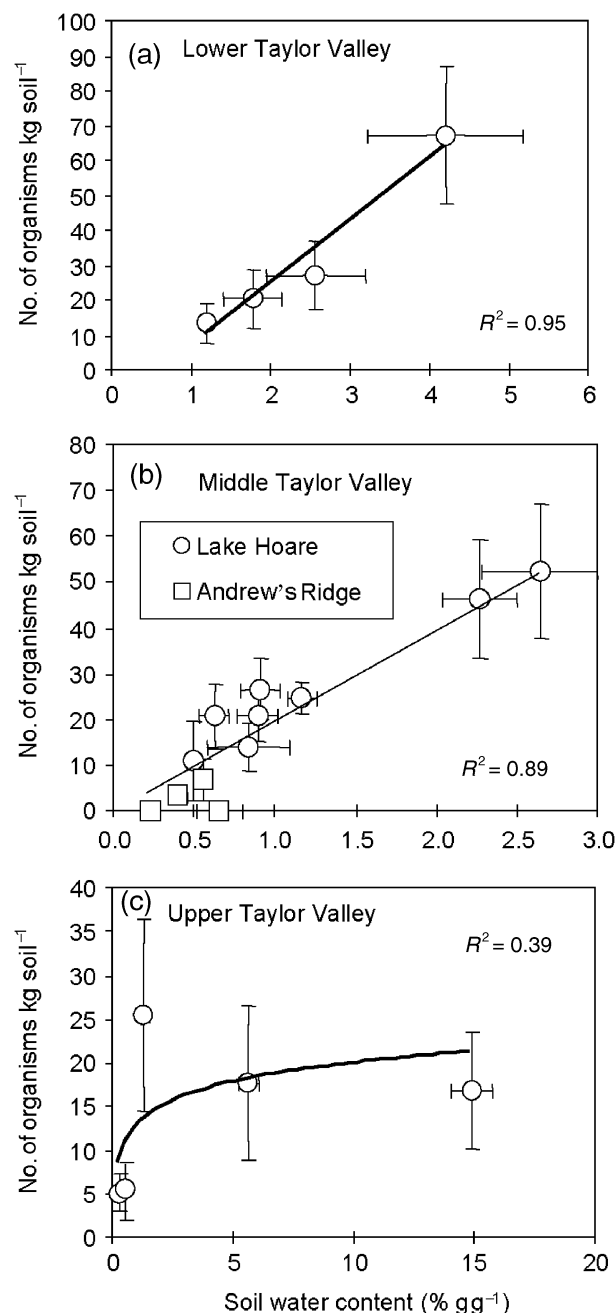 (a) Lower Taylor Valley
No. of organisms kg soil⁻¹
100
90
80
70
60
50
40
30
20
10
0
R² = 0.95
0 1 2 3 4 5 6
(b) Middle Taylor Valley
No. of organisms kg soil⁻¹
80
70
60
50
40
30
20
10
0
Lake Hoare
Andrew's Ridge
R² = 0.89
0.0 0.5 1.0 1.5 2.0 2.5 3.0
(c) Upper Taylor Valley
No. of organisms kg soil⁻¹
40
35
30
25
20
15
10
5
0
R² = 0.39
0 5 10 15 20
Soil water content (% gg⁻¹)